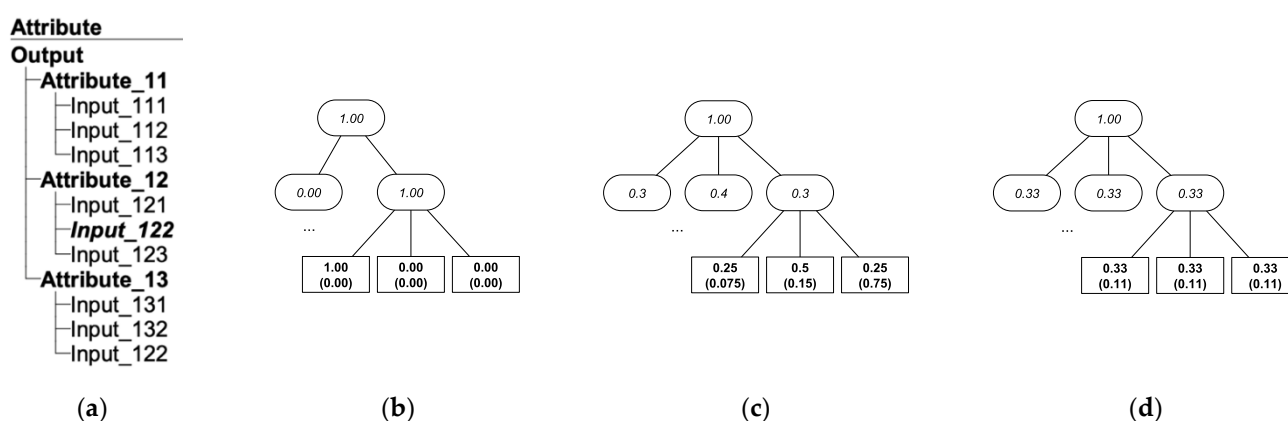 Attribute
Output
Attribute_11
Input_111
Input_112
Input_113
Attribute_12
Input_121
Input_122
Input_123
Attribute_13
Input_131
Input_132
Input_122
(a)
1.00
0.00 1.00
...
1.00 0.00 0.00
(0.00) (0.00) (0.00)
(b)
1.00
0.3 0.4 0.3
...
0.25 0.5 0.25
(0.075) (0.15) (0.75)
(c)
1.00
0.33 0.33 0.33
...
0.33 0.33 0.33
(0.11) (0.11) (0.11)
(d)